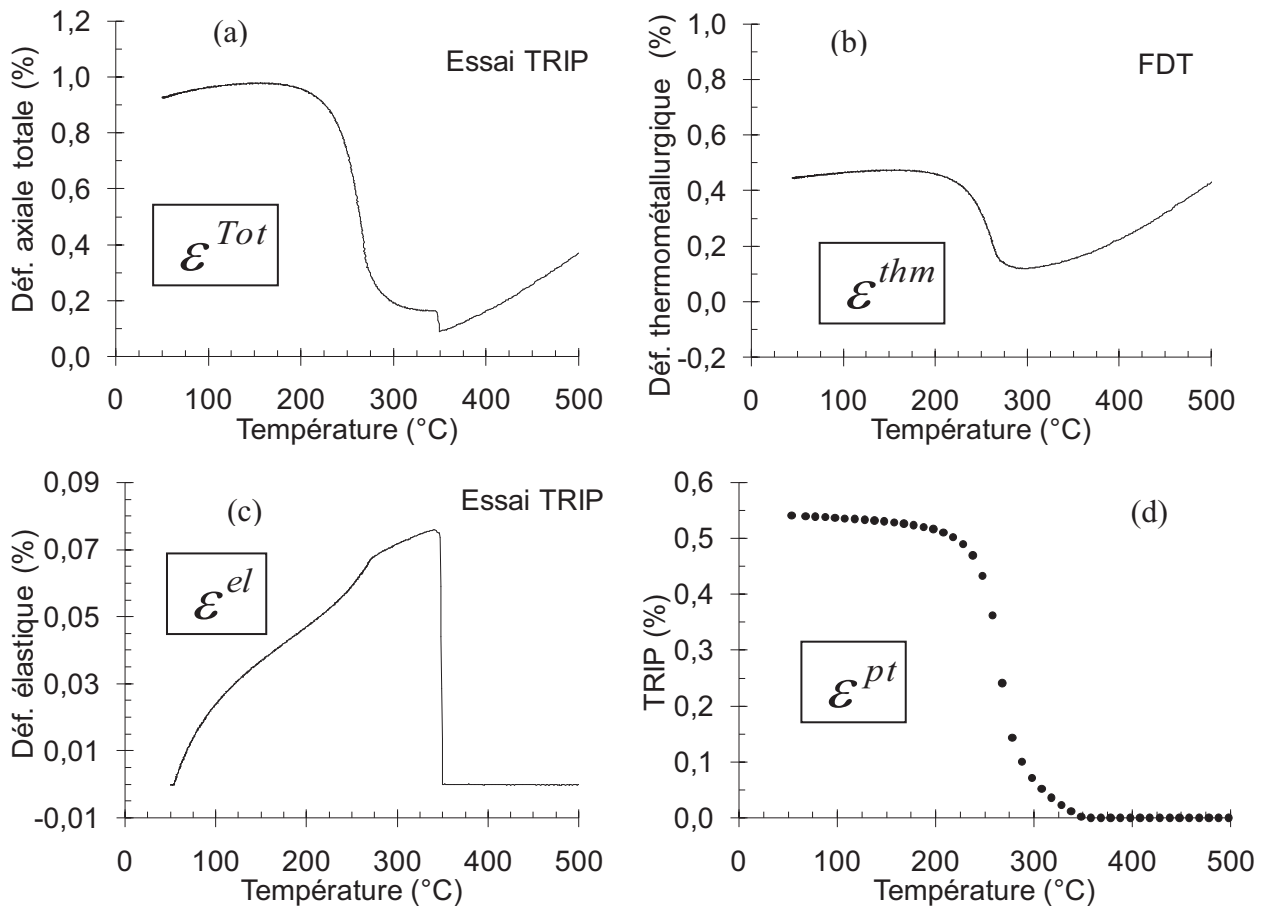 (a)
Essai TRIP
Déf. axiale totale (%)
1,2
1,0
0,8
0,6
0,4
0,2
0,0
ε^Tot
0 100 200 300 400 500
Température (°C)
(b)
FDT
Déf. thermométallurgique (%)
1,0
0,8
0,6
0,4
0,2
0,0
-0,2
ε^thm
0 100 200 300 400 500
Température (°C)
(c)
Essai TRIP
Déf. élastique (%)
0,09
0,07
0,05
0,03
0,01
-0,01
ε^el
0 100 200 300 400 500
Température (°C)
(d)
TRIP (%)
0,6
0,5
0,4
0,3
0,2
0,1
0,0
ε^pt
0 100 200 300 400 500
Température (°C)